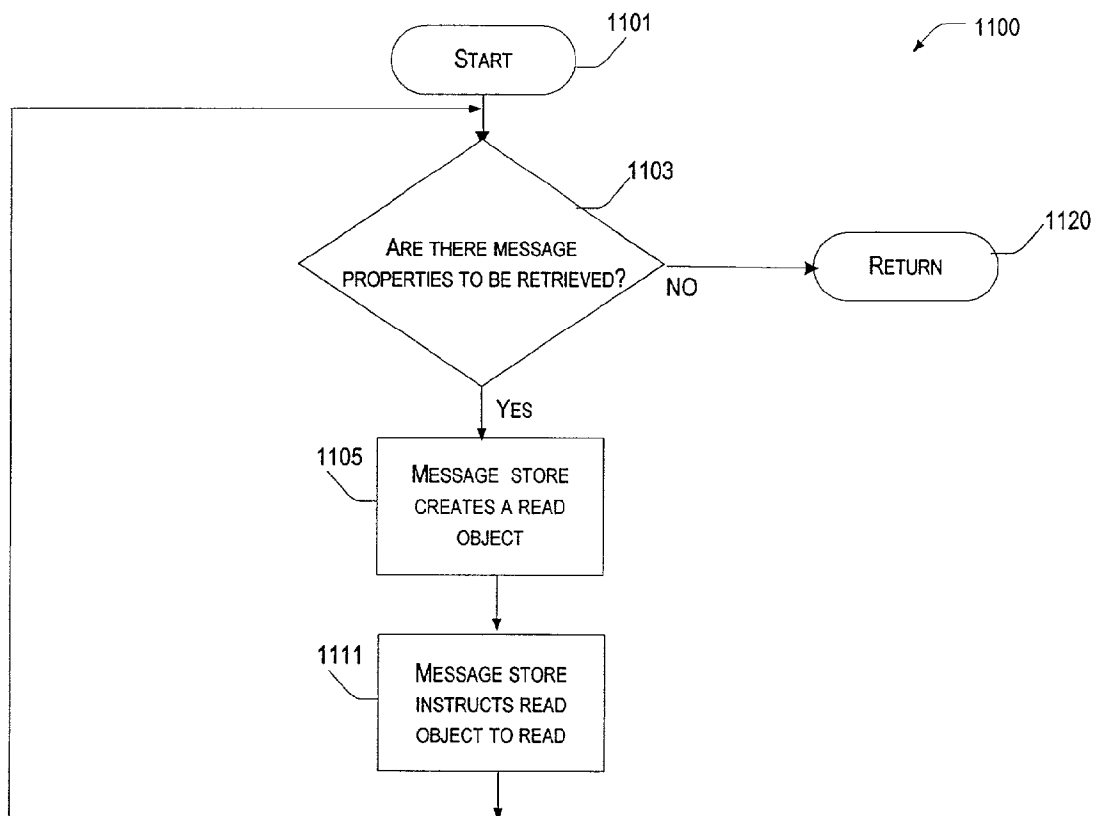 1100
1101
START
1103
ARE THERE MESSAGE
PROPERTIES TO BE RETRIEVED?
NO
1120
RETURN
YES
1105
MESSAGE STORE
CREATES A READ
OBJECT
1111
MESSAGE STORE
INSTRUCTS READ
OBJECT TO READ